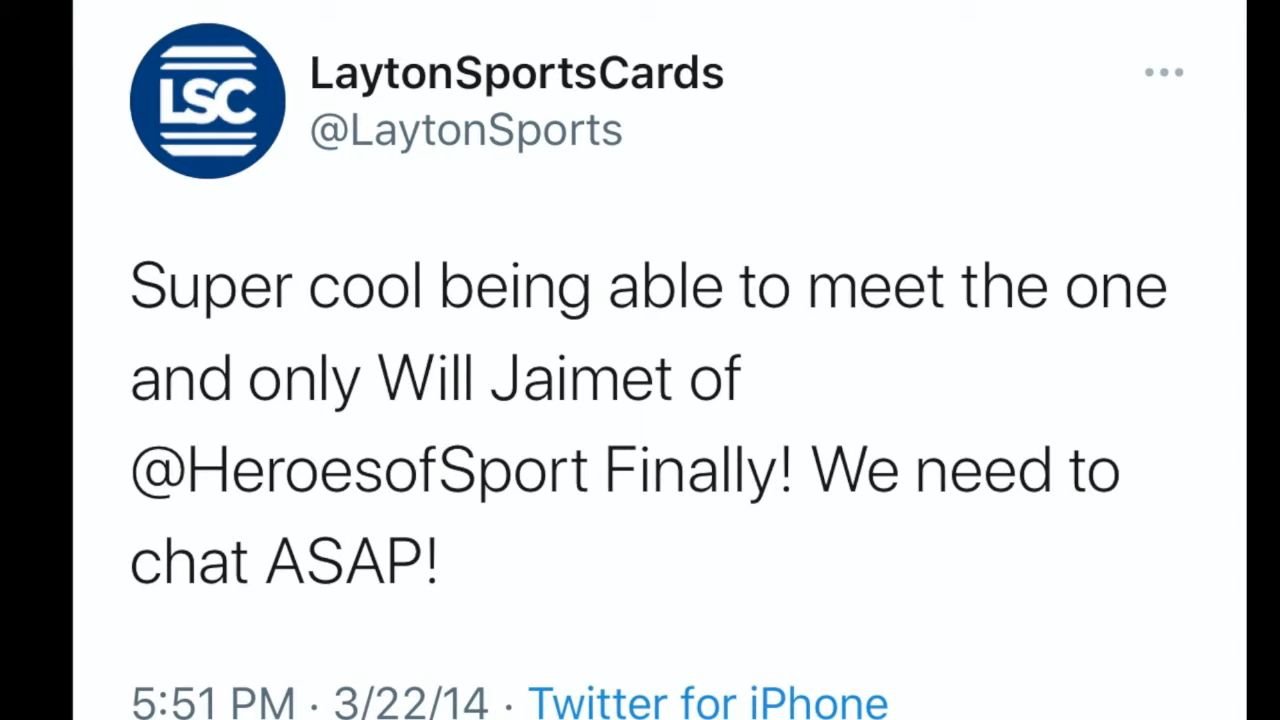 LSC
LaytonSportsCards
@LaytonSports
Super cool being able to meet the one
and only Will Jaimet of
@HeroesofSport Finally! We need to
chat ASAP!
5:51 PM · 3/22/14 · Twitter for iPhone